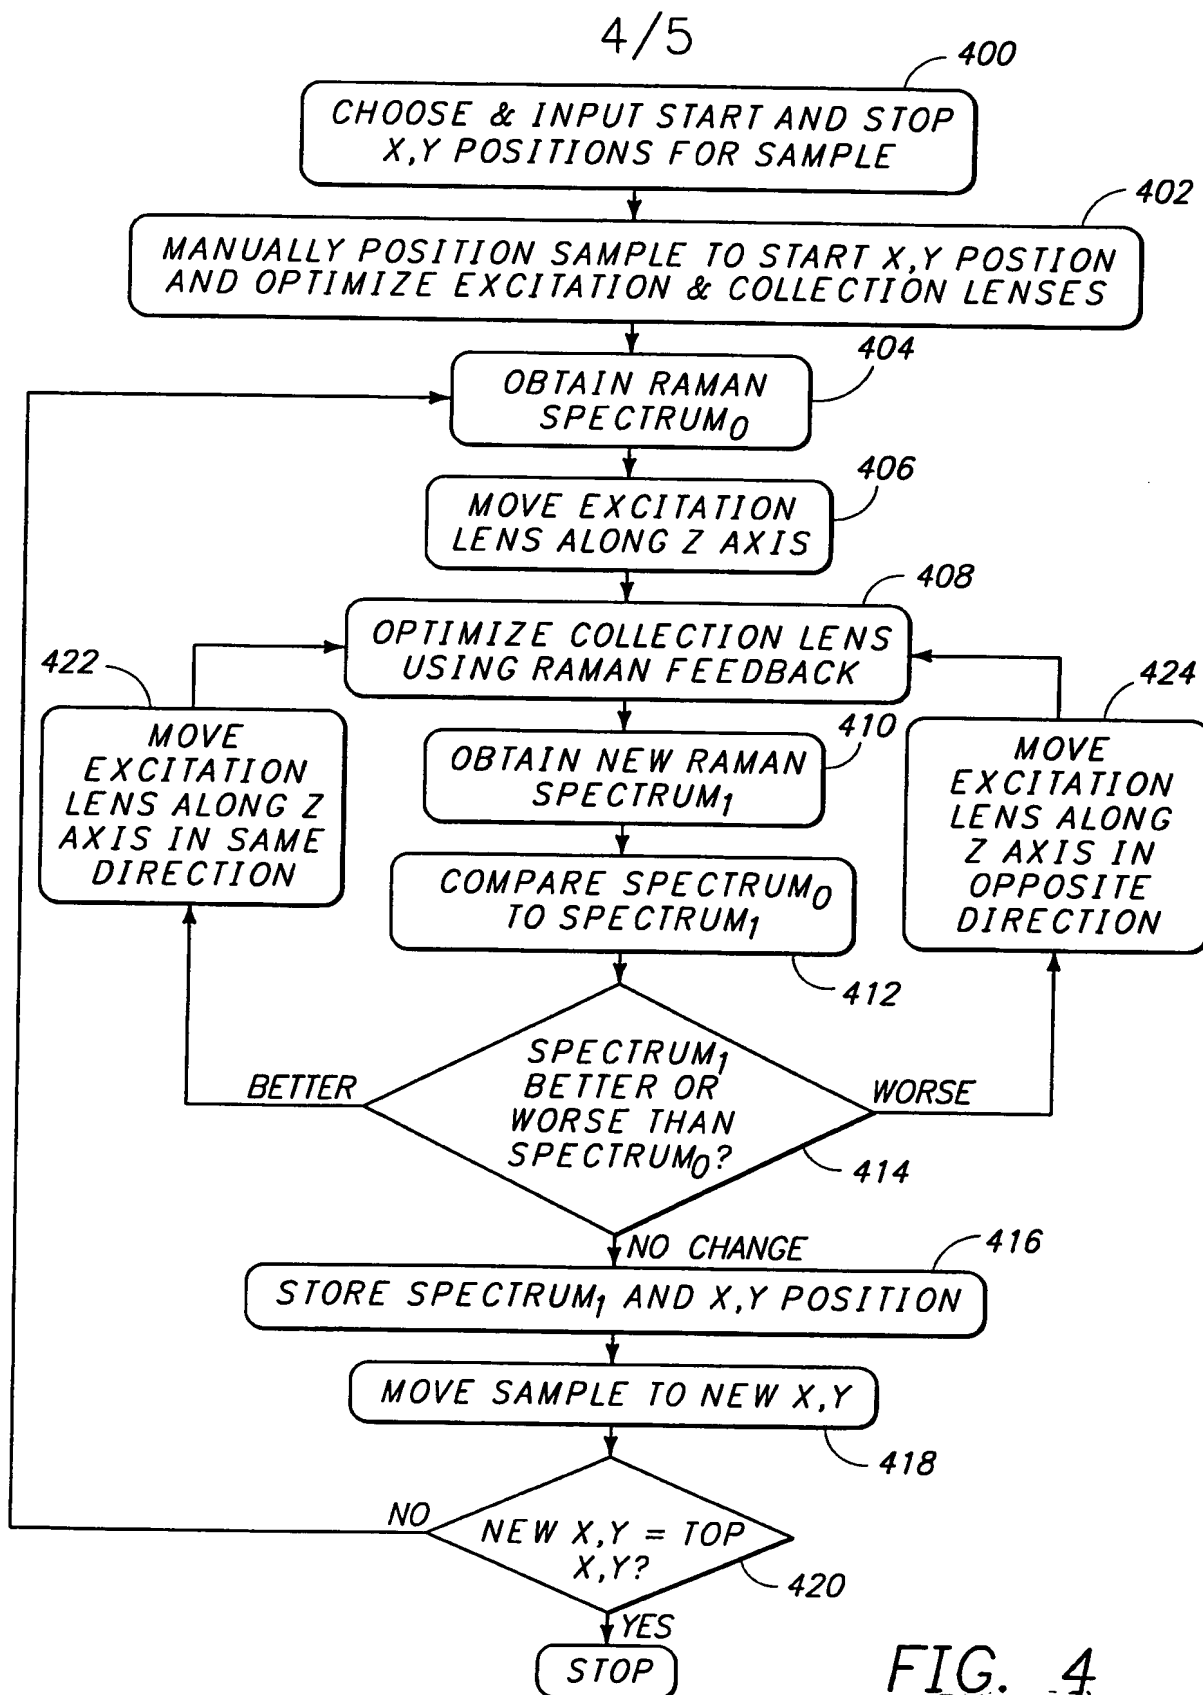 4/5
400
CHOOSE & INPUT START AND STOP
X,Y POSITIONS FOR SAMPLE
402
MANUALLY POSITION SAMPLE TO START X,Y POSTION
AND OPTIMIZE EXCITATION & COLLECTION LENSES
404
OBTAIN RAMAN
SPECTRUM₀
406
MOVE EXCITATION
LENS ALONG Z AXIS
408
OPTIMIZE COLLECTION LENS
USING RAMAN FEEDBACK
422
MOVE
EXCITATION
LENS ALONG Z
AXIS IN SAME
DIRECTION
410
OBTAIN NEW RAMAN
SPECTRUM₁
424
MOVE
EXCITATION
LENS ALONG
Z AXIS IN
OPPOSITE
DIRECTION
COMPARE SPECTRUM₀
TO SPECTRUM₁
412
BETTER
SPECTRUM₁
BETTER OR
WORSE THAN
SPECTRUM₀?
WORSE
414
NO CHANGE
416
STORE SPECTRUM₁ AND X,Y POSITION
MOVE SAMPLE TO NEW X,Y
418
NO
NEW X,Y = TOP
X,Y?
420
YES
STOP
FIG. 4